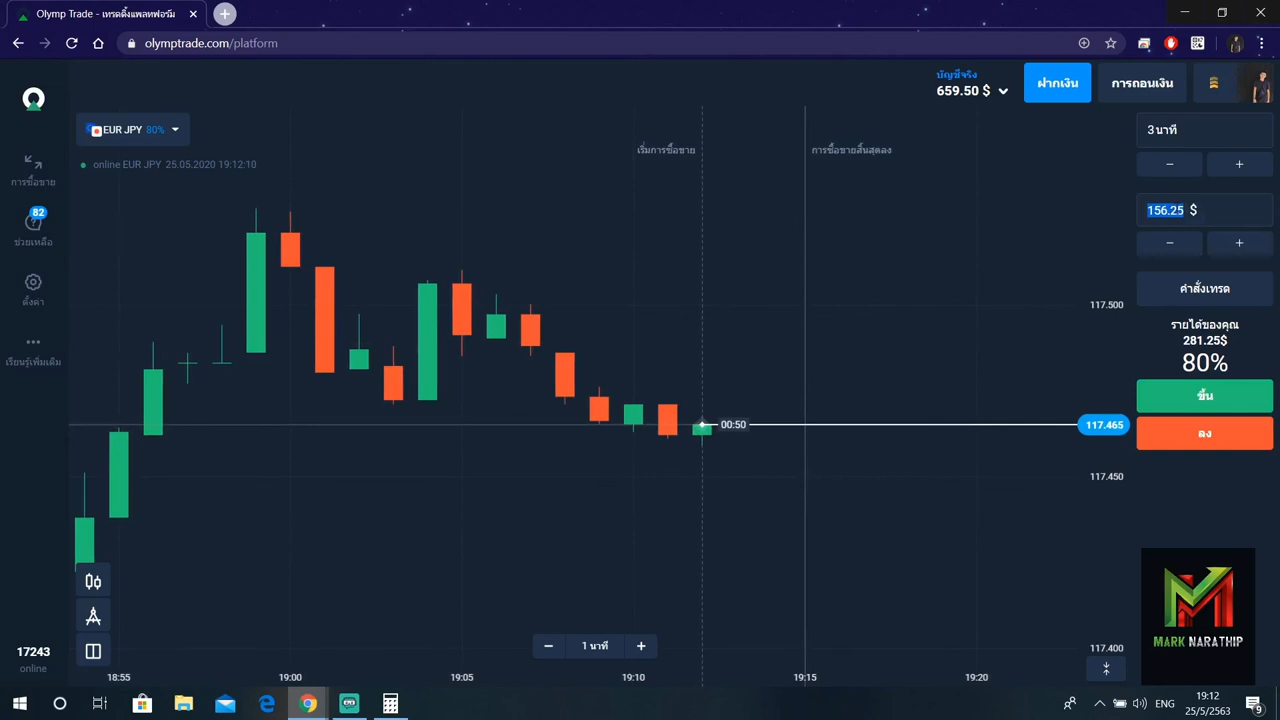 Olymp Trade - เทรดดิ้งแพลทฟอร์ม
olymptrade.com/platform
บัญชีจริง
659.50 $
ฝากเงิน
การถอนเงิน
EUR JPY 80%
online EUR JPY 25.05.2020 19:12:10
เริ่มการซื้อขาย
การซื้อขายสิ้นสุดลง
3 นาที
156.25 $
คำสั่งเทรด
รายได้ของคุณ
281.25$
80%
ขึ้น
ลง
การซื้อขาย
82
ช่วยเหลือ
ตั้งค่า
เรียนรู้เพิ่มเติม
117.500
00:50
117.465
117.450
117.400
MARK NARATHIP
17243
online
1 นาที
18:55
19:00
19:05
19:10
19:15
19:20
ENG
19:12
25/5/2563
9